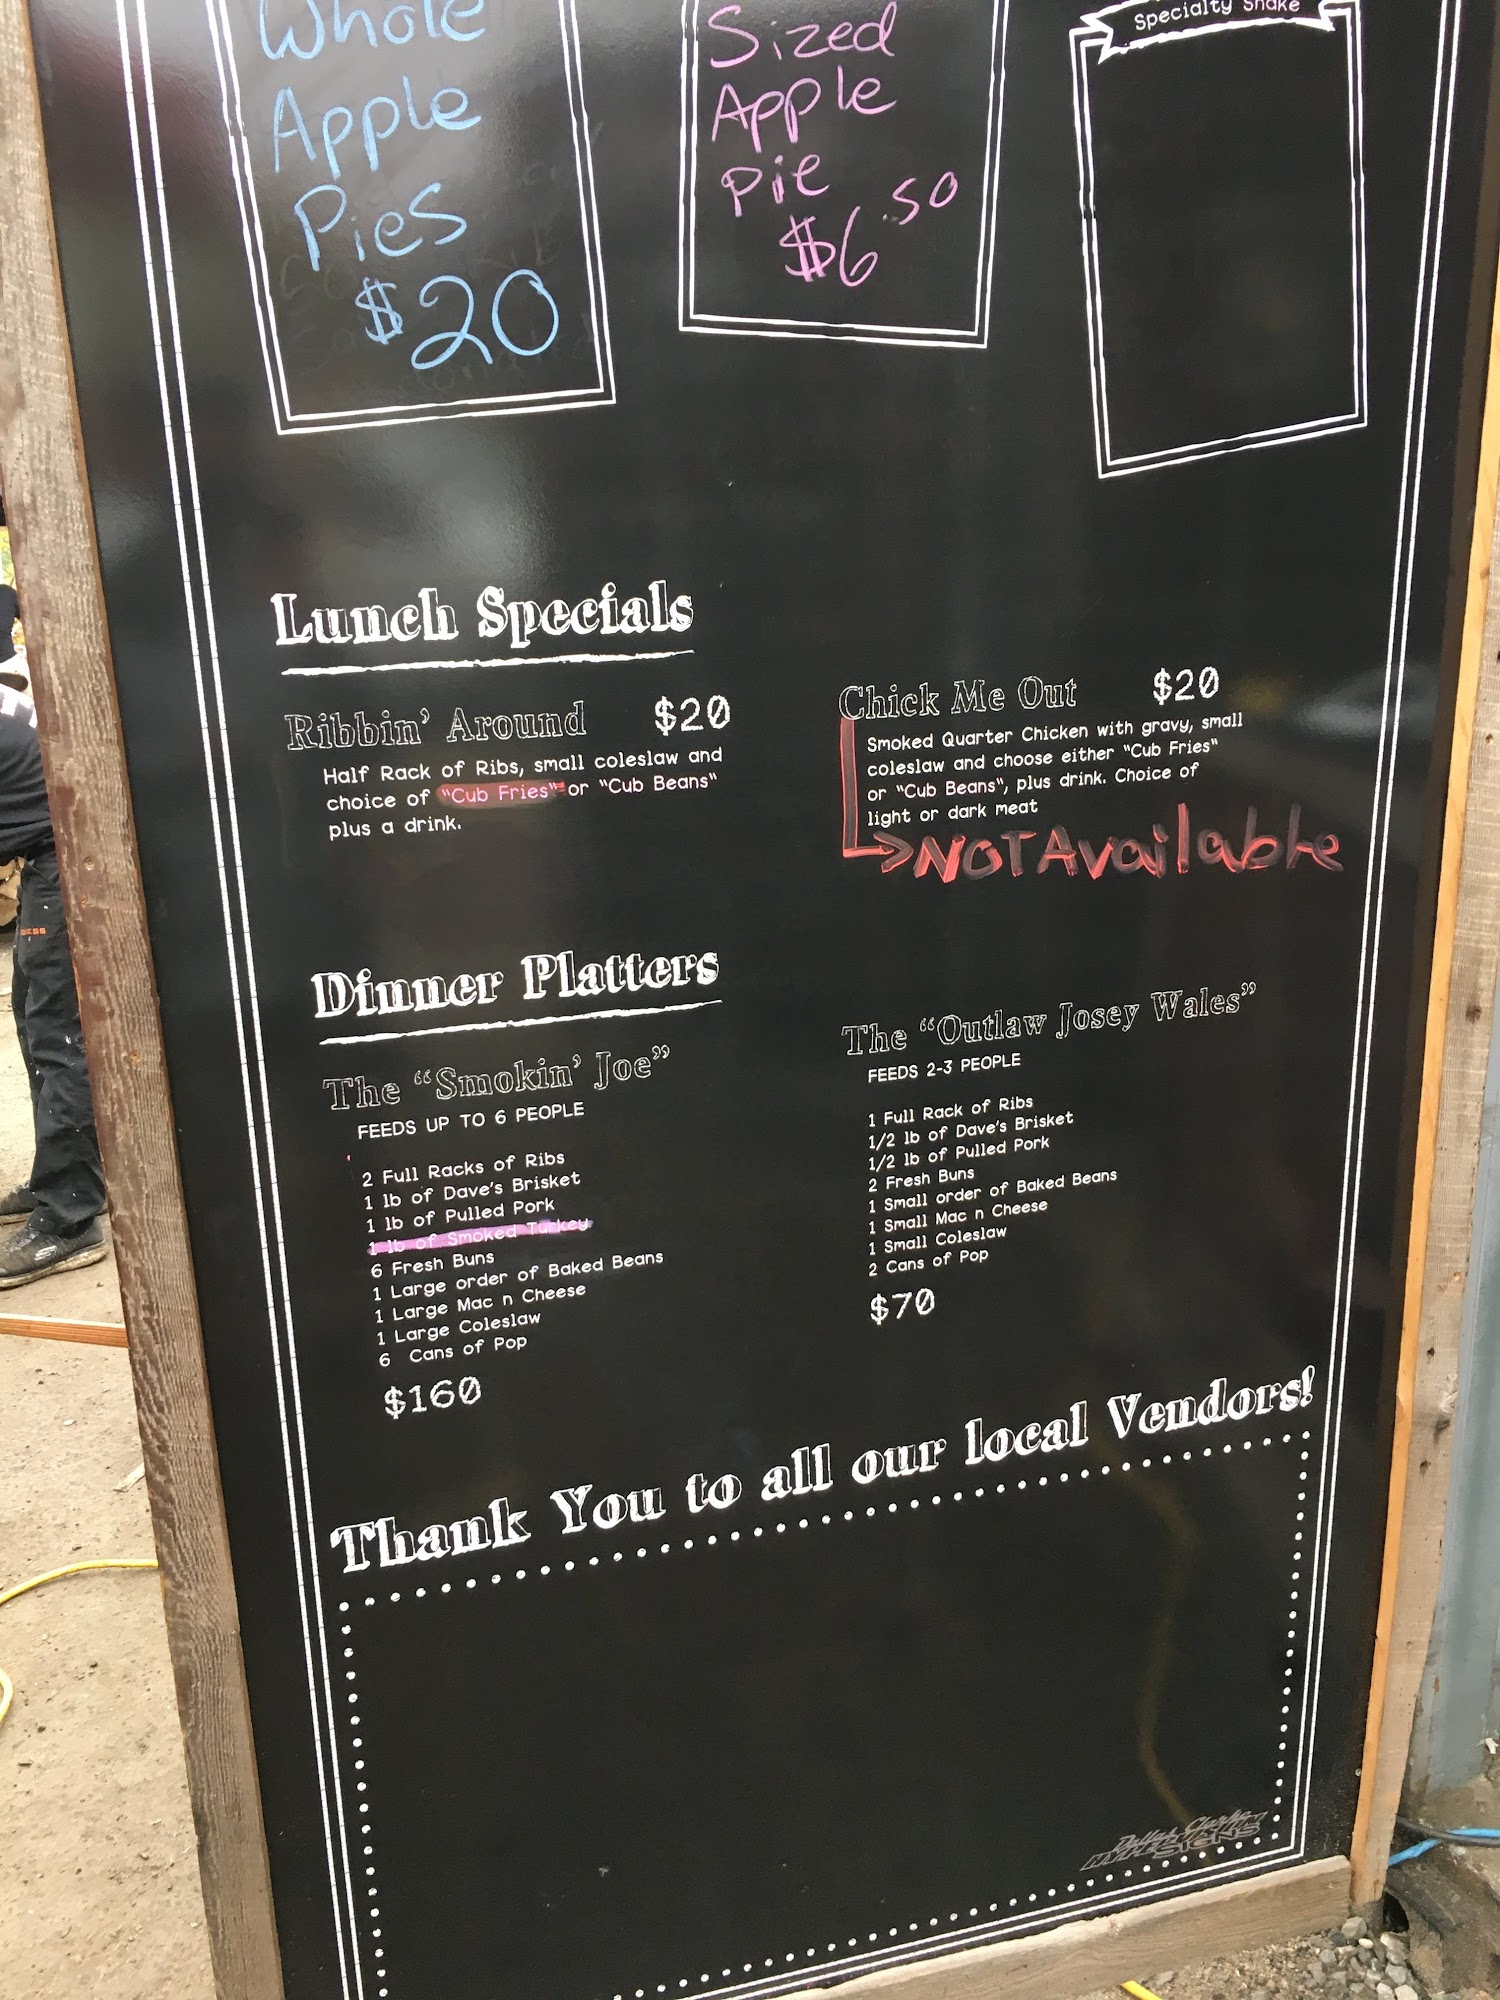 Whole
Apple
Pies
$20
Sized
Apple
Pie
$6.50
Specialty Shake
Lunch Specials
Ribbin' Around $20
Half Rack of Ribs, small coleslaw and
choice of "Cub Fries" or "Cub Beans"
plus a drink.
Chick Me Out $20
Smoked Quarter Chicken with gravy, small
coleslaw and choose either "Cub Fries"
or "Cub Beans", plus drink. Choice of
light or dark meat
NOT Available
Dinner Platters
The "Smokin' Joe"
FEEDS UP TO 6 PEOPLE
2 Full Racks of Ribs
1 lb of Dave's Brisket
1 lb of Pulled Pork
1 lb of Smoked Turkey
6 Fresh Buns
1 Large order of Baked Beans
1 Large Mac n Cheese
1 Large Coleslaw
6 Cans of Pop
$160
The "Outlaw Josey Wales"
FEEDS 2-3 PEOPLE
1 Full Rack of Ribs
1/2 lb of Dave's Brisket
1/2 lb of Pulled Pork
2 Fresh Buns
1 Small order of Baked Beans
1 Small Mac n Cheese
1 Small Coleslaw
2 Cans of Pop
$70
Thank You to all our local Vendors!
SIGNS